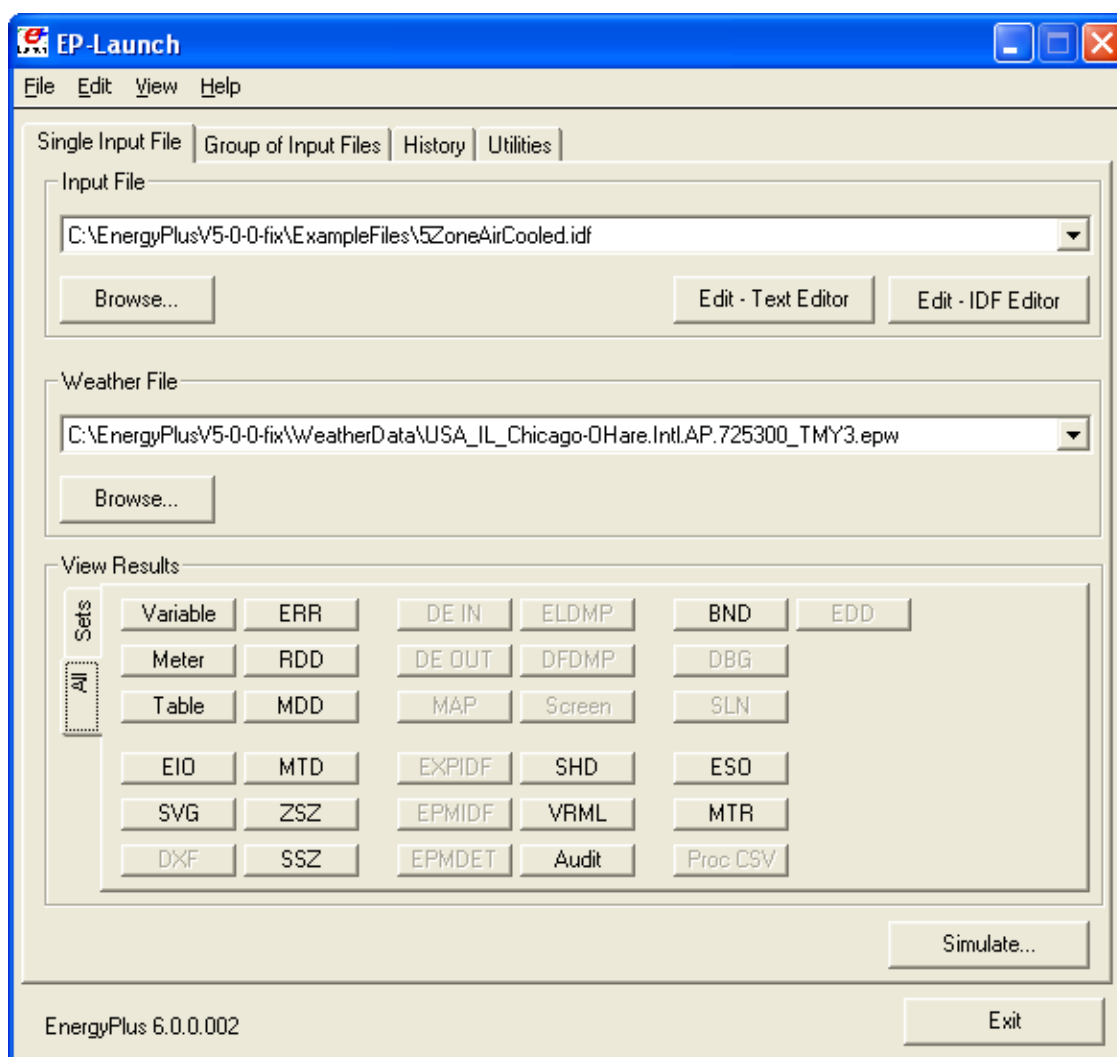 EP-Launch
File Edit View Help
Single Input File Group of Input Files History Utilities
Input File
C:\EnergyPlusV5-0-0-fix\ExampleFiles\5ZoneAirCooled.idf
Browse... Edit - Text Editor Edit - IDF Editor
Weather File
C:\EnergyPlusV5-0-0-fix\WeatherData\USA_IL_Chicago-OHare.Intl.AP.725300_TMY3.epw
Browse...
View Results
Sets
All
Variable ERR DE IN ELDMP BND EDD
Meter RDD DE OUT DFDMP DBG
Table MDD MAP Screen SLN
EIO MTD EXPIDF SHD ESO
SVG ZSZ EPMIDF VRML MTR
DXF SSZ EPMDET Audit Proc CSV
Simulate...
EnergyPlus 6.0.0.002 Exit